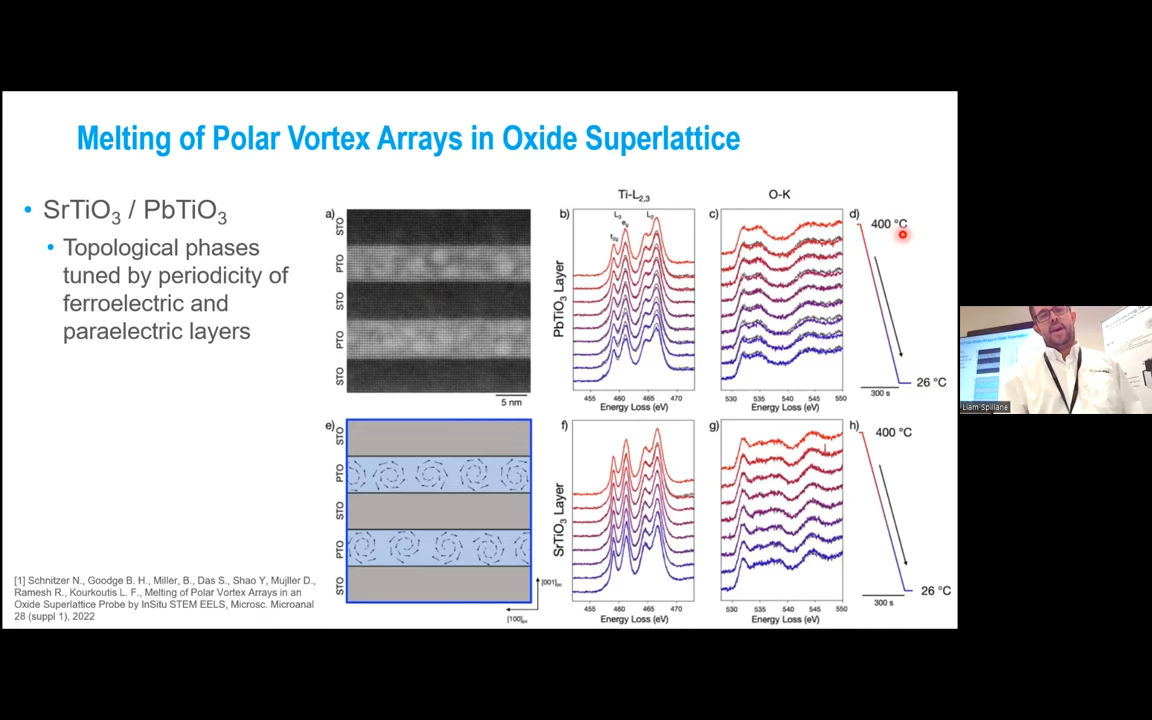 Melting of Polar Vortex Arrays in Oxide Superlattice
• SrTiO3 / PbTiO3
• Topological phases
tuned by periodicity of
ferroelectric and
paraelectric layers
[1] Schnitzer N., Goodge B. H., Miller, B., Das S., Shao Y, Mujller D.,
Ramesh R., Kourkoutis L. F., Melting of Polar Vortex Arrays in an
Oxide Superlattice Probe by InSitu STEM EELS, Microsc. Microanal
28 (suppl 1), 2022
a)
STO
PTO
STO
PTO
STO
5 nm
b)
Ti-L2,3
L3
L2
eg
t2g
PbTiO3 Layer
455 460 465 470
Energy Loss (eV)
c)
O-K
530 535 540 545 550
Energy Loss (eV)
d)
400 °C
26 °C
300 s
e)
STO
PTO
STO
PTO
STO
[001]pc
[100]pc
f)
SrTiO3 Layer
455 460 465 470
Energy Loss (eV)
g)
530 535 540 545 550
Energy Loss (eV)
h)
400 °C
26 °C
300 s
Liam Spillane